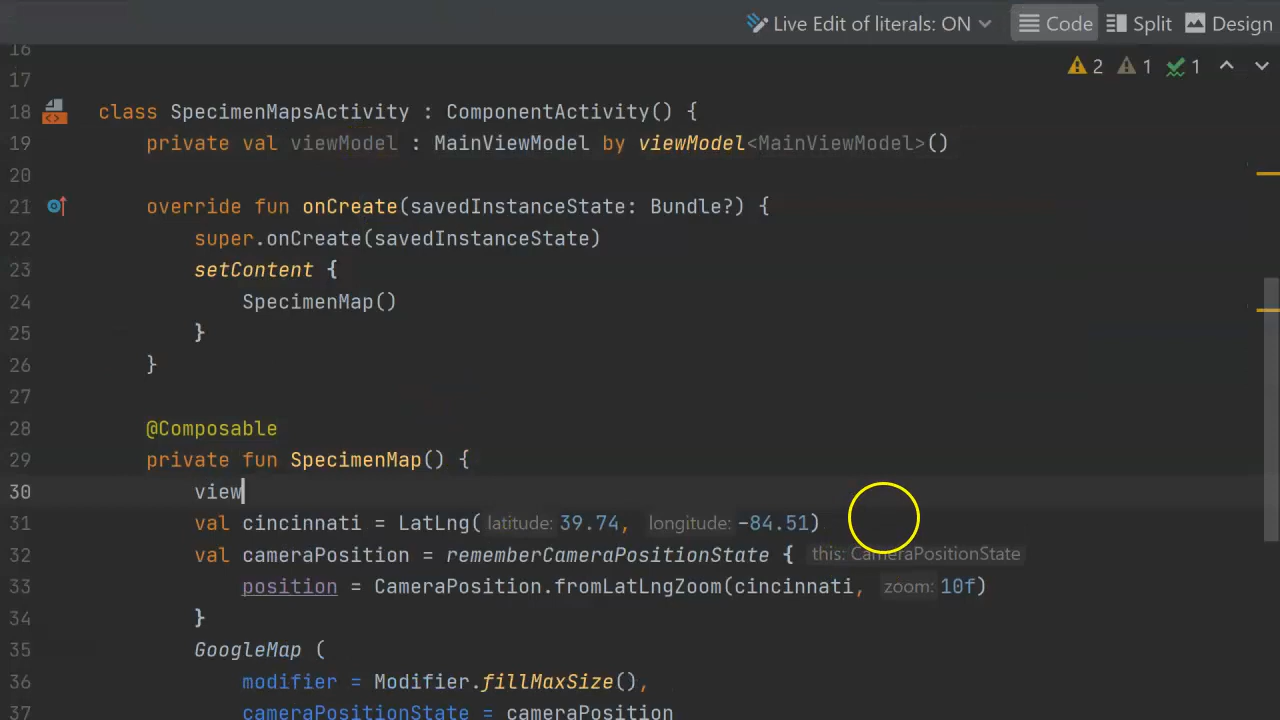 Live Edit of literals: ON Code Split Design
16
2 1 1
17
18 class SpecimenMapsActivity : ComponentActivity() {
19 private val viewModel : MainViewModel by viewModel<MainViewModel>()
20
21 override fun onCreate(savedInstanceState: Bundle?) {
22 super.onCreate(savedInstanceState)
23 setContent {
24 SpecimenMap()
25 }
26 }
27
28 @Composable
29 private fun SpecimenMap() {
30 view
31 val cincinnati = LatLng( latitude: 39.74, longitude: -84.51)
32 val cameraPosition = rememberCameraPositionState { this: CameraPositionState
33 position = CameraPosition.fromLatLngZoom(cincinnati, zoom: 10f)
34 }
35 GoogleMap (
36 modifier = Modifier.fillMaxSize(),
cameraPositionState = cameraPosition